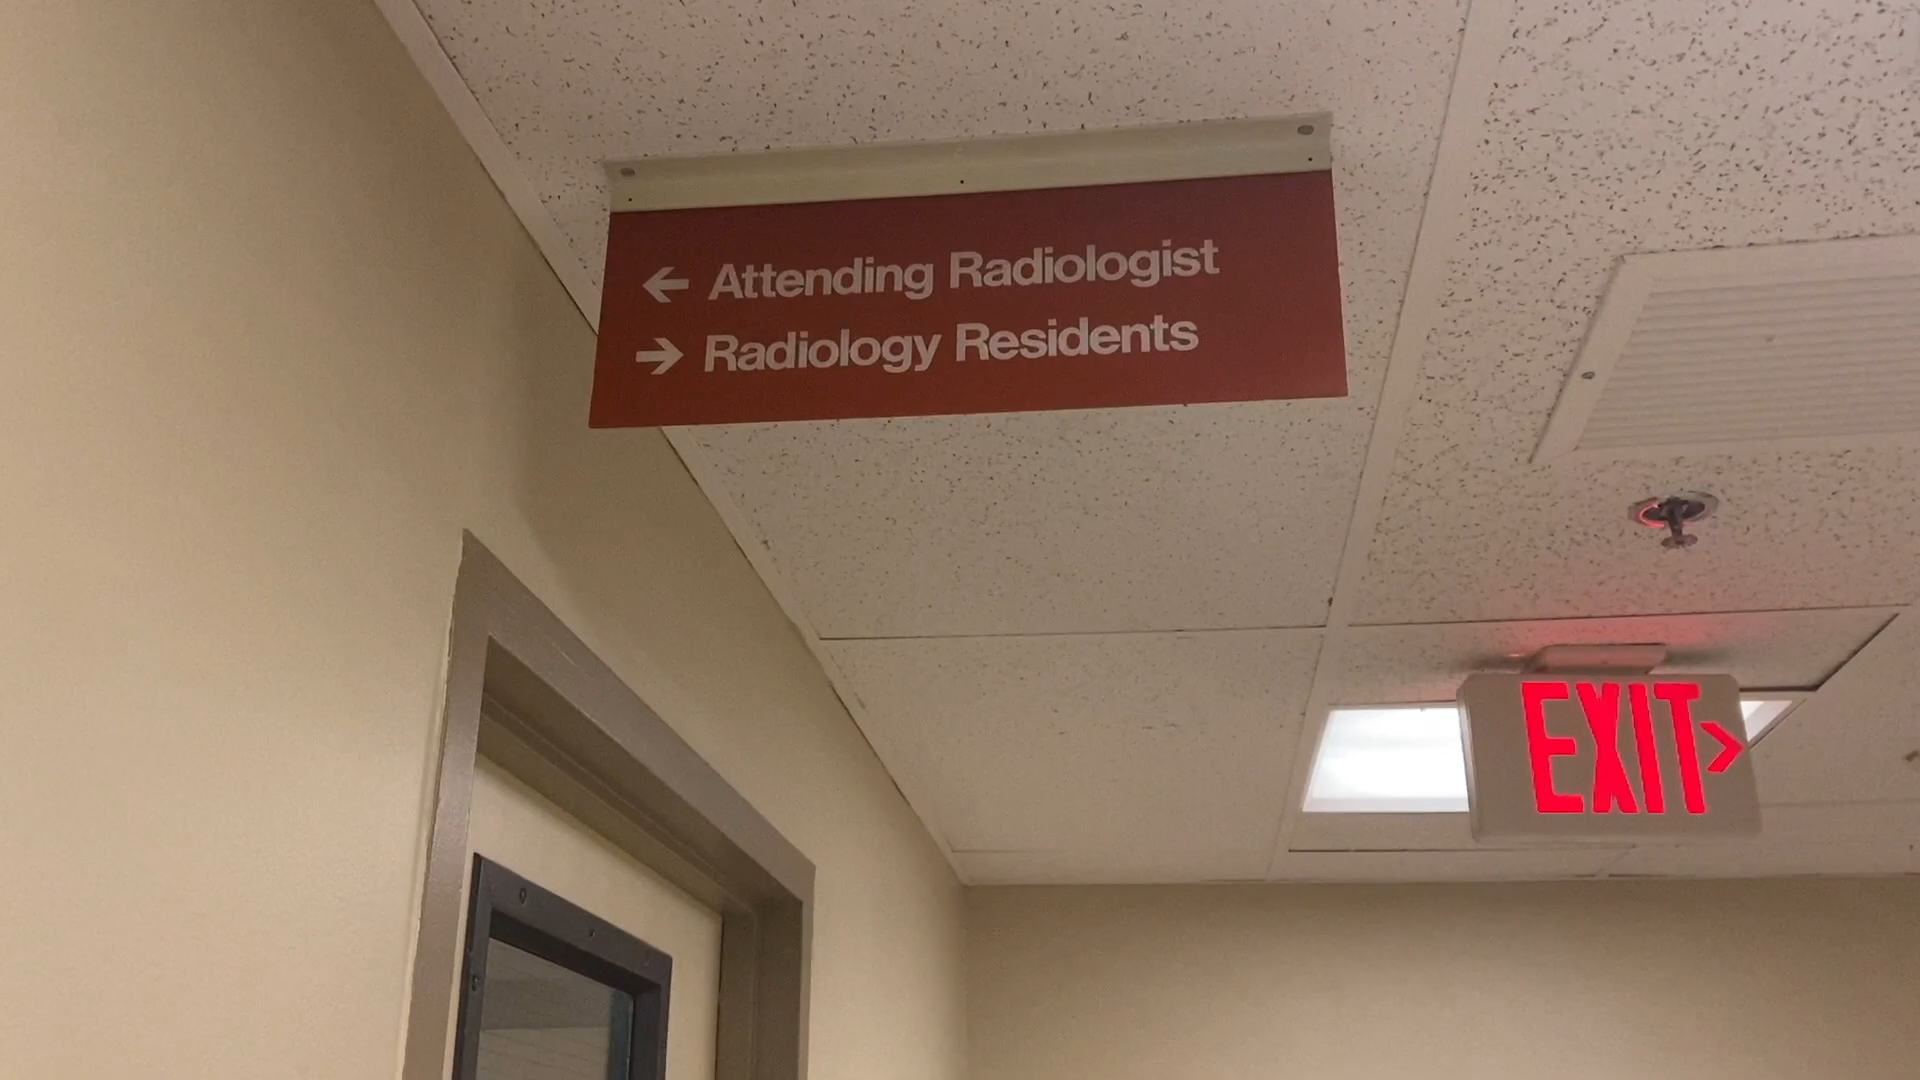 ← Attending Radiologist
→ Radiology Residents
EXIT >